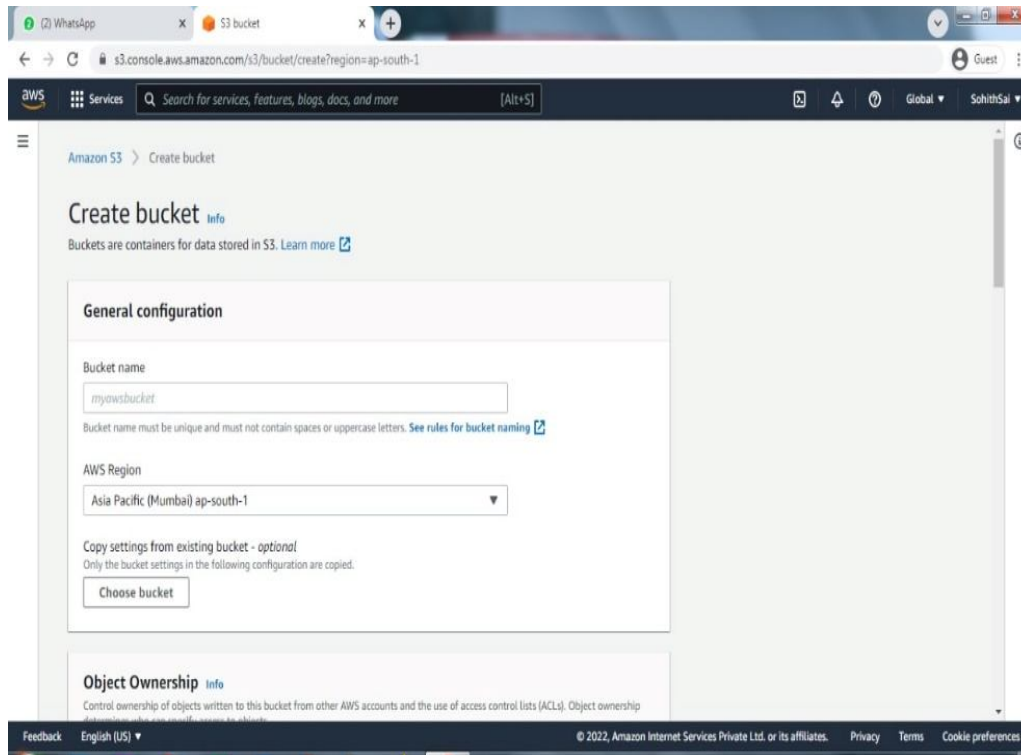 (2) WhatsApp
S3 bucket
s3.console.aws.amazon.com/s3/bucket/create?region=ap-south-1
Guest
aws
Services
Search for services, features, blogs, docs, and more
[Alt+S]
Global
SohithSai
Amazon S3 > Create bucket
Create bucket Info
Buckets are containers for data stored in S3. Learn more
General configuration
Bucket name
myawsbucket
Bucket name must be unique and must not contain spaces or uppercase letters. See rules for bucket naming
AWS Region
Asia Pacific (Mumbai) ap-south-1
Copy settings from existing bucket - optional
Only the bucket settings in the following configuration are copied.
Choose bucket
Object Ownership Info
Control ownership of objects written to this bucket from other AWS accounts and the use of access control lists (ACLs). Object ownership
determines who can specify access to objects.
Feedback
English (US)
© 2022, Amazon Internet Services Private Ltd. or its affiliates.
Privacy
Terms
Cookie preferences